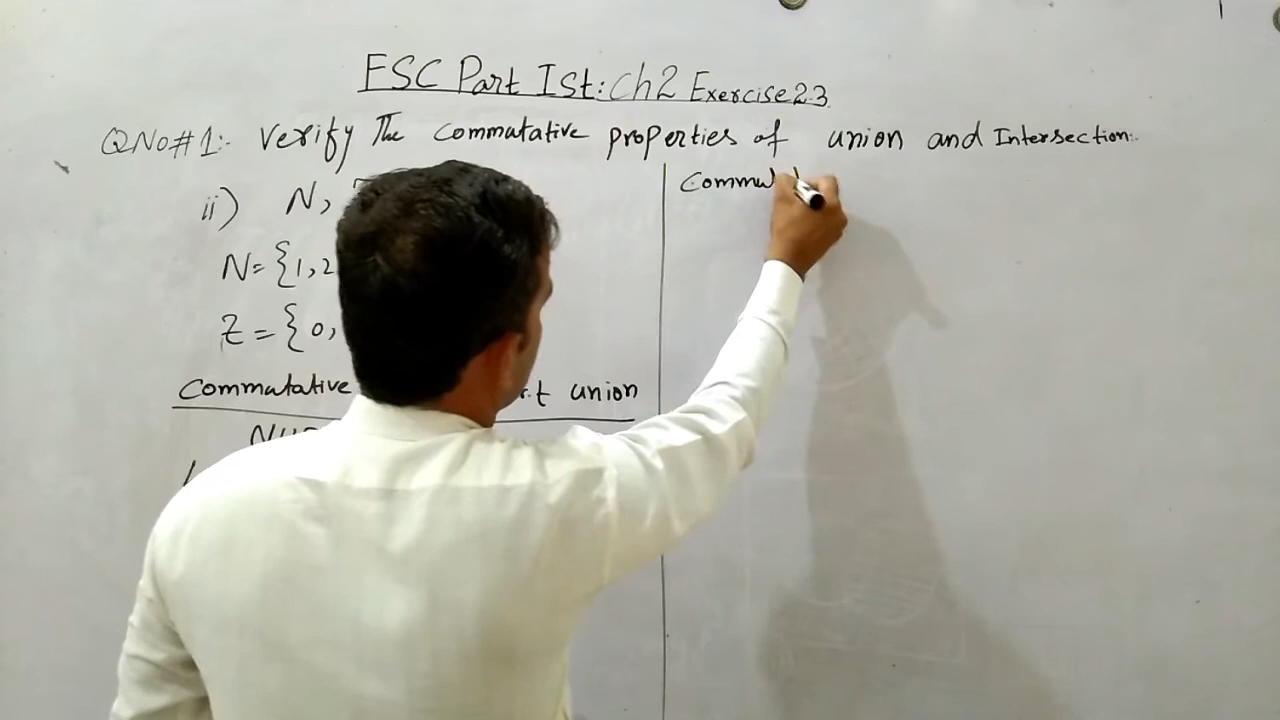 FSC Part Ist: Ch2 Exercise 2.3
QNo#1:- Verify The commutative properties of union and Intersection:-
ii) N,
N={1,2
Z={0,
Commutative r.t union
Commu